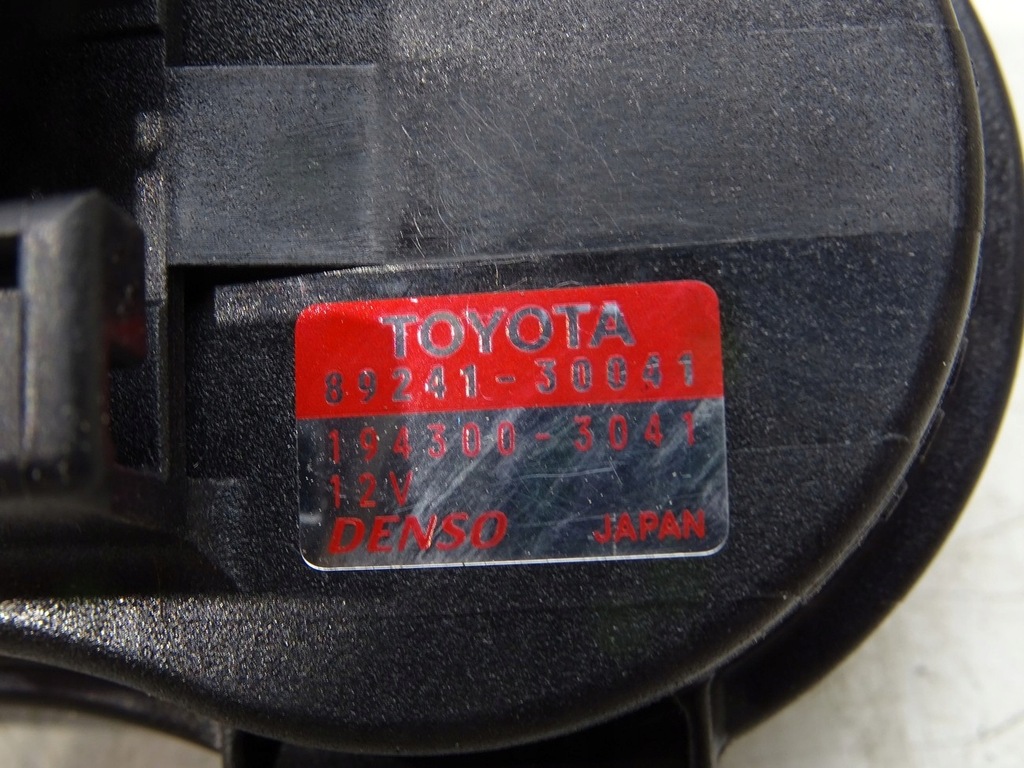 TOYOTA
89241-30041
194300-3041
12V
DENSO JAPAN